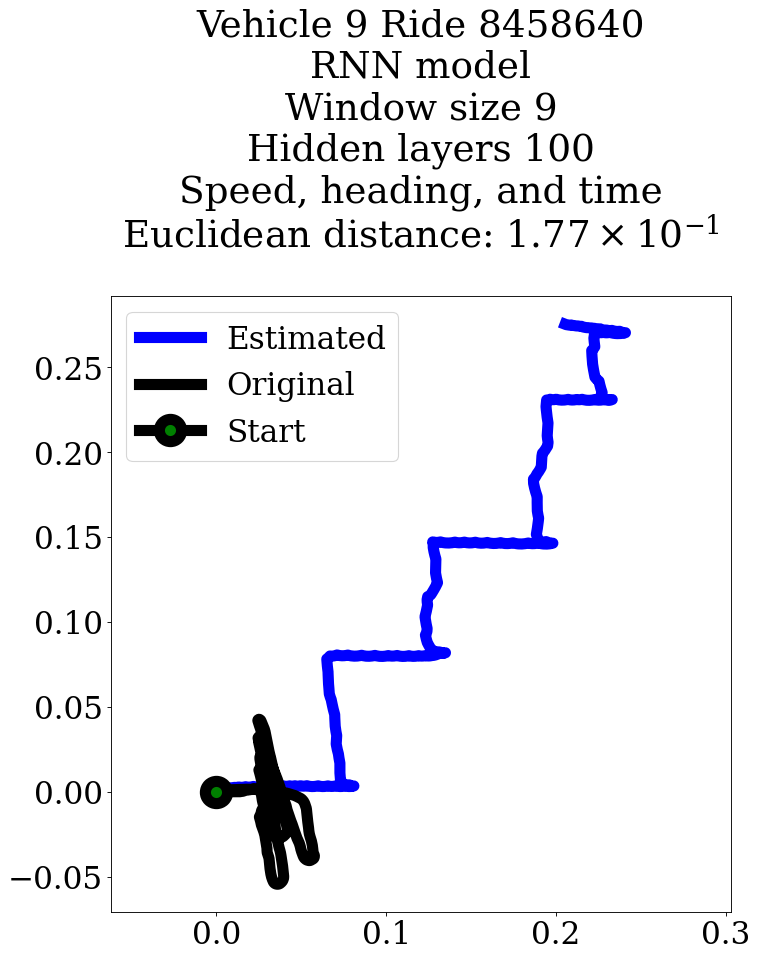 Vehicle 9 Ride 8458640
RNN model
Window size 9
Hidden layers 100
Speed, heading, and time
Euclidean distance: 1.77 × 10⁻¹
Estimated
Original
Start
0.25
0.20
0.15
0.10
0.05
0.00
−0.05
0.0 0.1 0.2 0.3